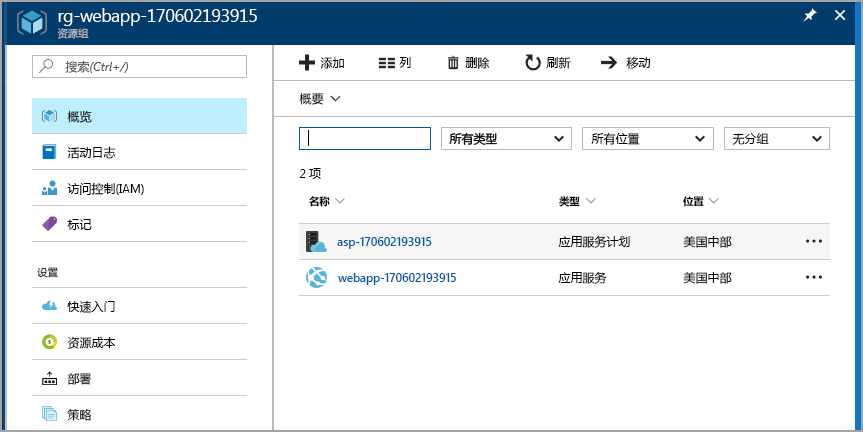 rg-webapp-170602193915
资源组
搜索(Ctrl+/)
概览
活动日志
访问控制(IAM)
标记
设置
快速入门
资源成本
部署
策略
添加 列 删除 刷新 移动
概要
所有类型 所有位置 无分组
2 项
名称 类型 位置
asp-170602193915 应用服务计划 美国中部
webapp-170602193915 应用服务 美国中部